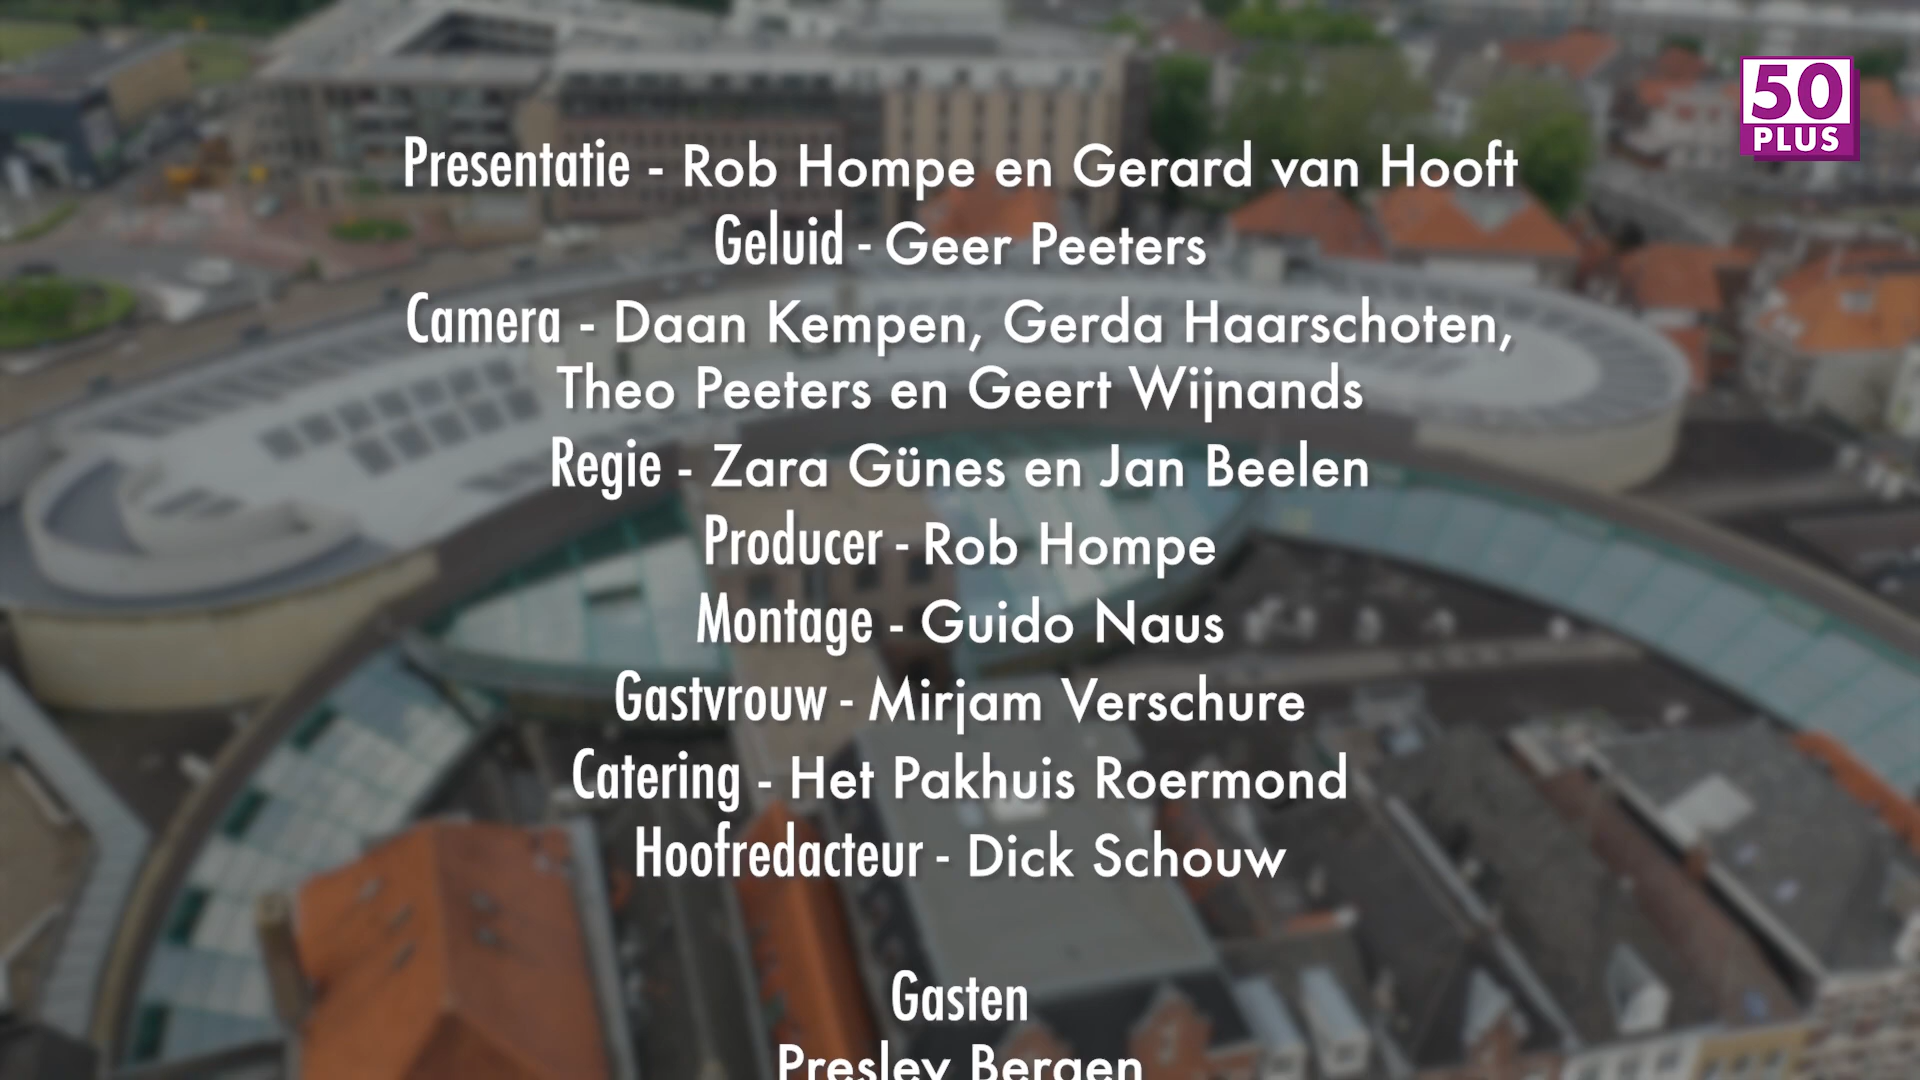 50
PLUS
Presentatie - Rob Hompe en Gerard van Hooft
Geluid - Geer Peeters
Camera - Daan Kempen, Gerda Haarschoten,
Theo Peeters en Geert Wijnands
Regie - Zara Günes en Jan Beelen
Producer - Rob Hompe
Montage - Guido Naus
Gastvrouw - Mirjam Verschure
Catering - Het Pakhuis Roermond
Hoofredacteur - Dick Schouw
Gasten
Presley Bergen